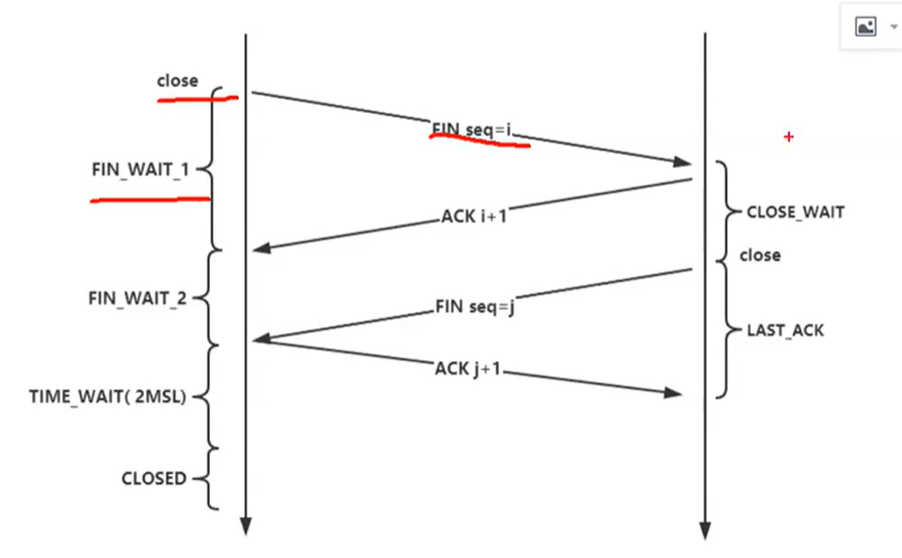 close
FIN seq=i
FIN_WAIT_1
ACK i+1
CLOSE_WAIT
close
FIN_WAIT_2
FIN seq=j
LAST_ACK
ACK j+1
TIME_WAIT( 2MSL)
CLOSED